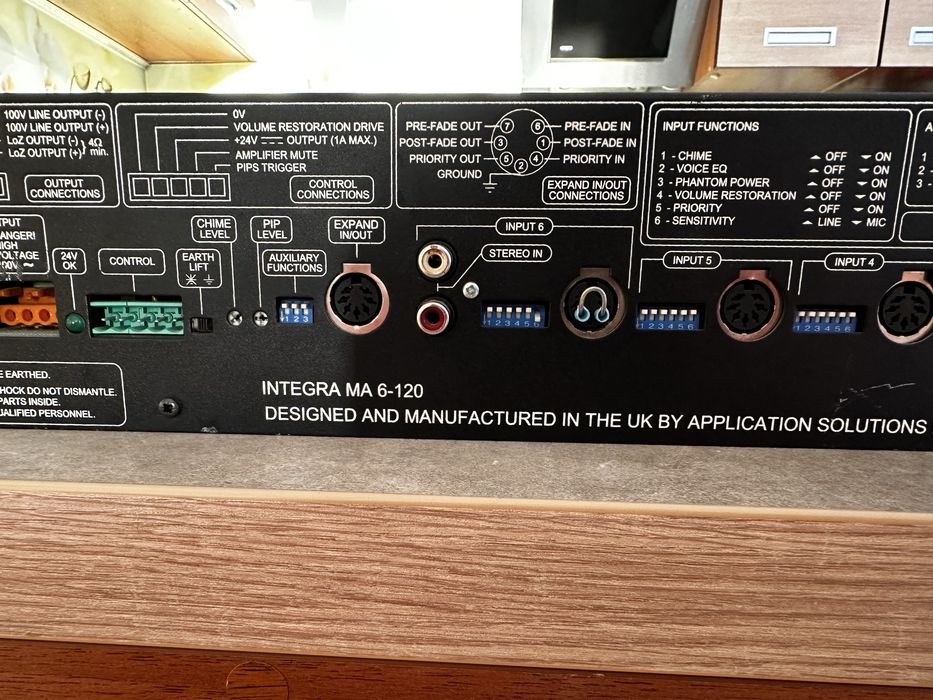 100V LINE OUTPUT (-)
100V LINE OUTPUT (+)
LoZ OUTPUT (-)
LoZ OUTPUT (+)
4Ω
min.
OUTPUT
CONNECTIONS
0V
VOLUME RESTORATION DRIVE
+24V OUTPUT (1A MAX.)
AMPLIFIER MUTE
PIPS TRIGGER
CONTROL
CONNECTIONS
PRE-FADE OUT 7 6 PRE-FADE IN
POST-FADE OUT 3 1 POST-FADE IN
PRIORITY OUT 5 4 PRIORITY IN
2
GROUND
EXPAND IN/OUT
CONNECTIONS
INPUT FUNCTIONS
1 - CHIME OFF ON
2 - VOICE EQ OFF ON
3 - PHANTOM POWER OFF ON
4 - VOLUME RESTORATION OFF ON
5 - PRIORITY OFF ON
6 - SENSITIVITY LINE MIC
A
1
2 -
3 -
TPUT
ANGER!
HIGH
VOLTAGE
100V ~
24V
OK
CONTROL
EARTH
LIFT
CHIME
LEVEL
PIP
LEVEL
AUXILIARY
FUNCTIONS
EXPAND
IN/OUT
INPUT 6
STEREO IN
INPUT 5
INPUT 4
1 2 3
1 2 3 4 5 6
1 2 3 4 5 6
1 2 3 4 5 6
E EARTHED.
HOCK DO NOT DISMANTLE.
PARTS INSIDE.
UALIFIED PERSONNEL.
INTEGRA MA 6-120
DESIGNED AND MANUFACTURED IN THE UK BY APPLICATION SOLUTIONS